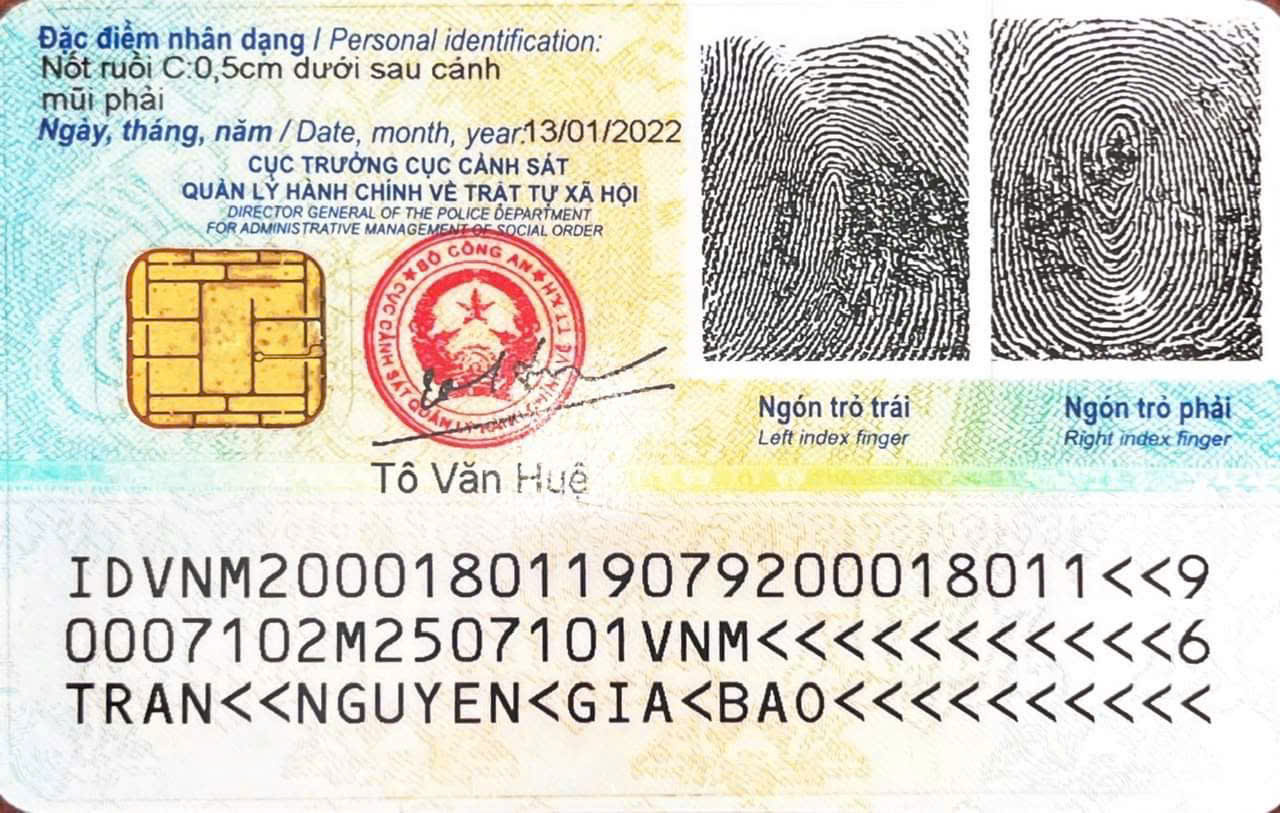 Đặc điểm nhân dạng / Personal identification:
Nốt ruồi C:0,5cm dưới sau cánh
mũi phải
Ngày, tháng, năm / Date, month, year:13/01/2022
CỤC TRƯỞNG CỤC CẢNH SÁT
QUẢN LÝ HÀNH CHÍNH VỀ TRẬT TỰ XÃ HỘI
DIRECTOR GENERAL OF THE POLICE DEPARTMENT
FOR ADMINISTRATIVE MANAGEMENT OF SOCIAL ORDER
BỘ CÔNG AN
CỤC CẢNH SÁT QUẢN LÝ
Tô Văn Huệ
Ngón trỏ trái
Left index finger
Ngón trỏ phải
Right index finger
IDVNM2000180119079200018011<<9
0007102M2507101VNM<<<<<<<<<<<6
TRAN<<NGUYEN<GIA<BAO<<<<<<<<<<